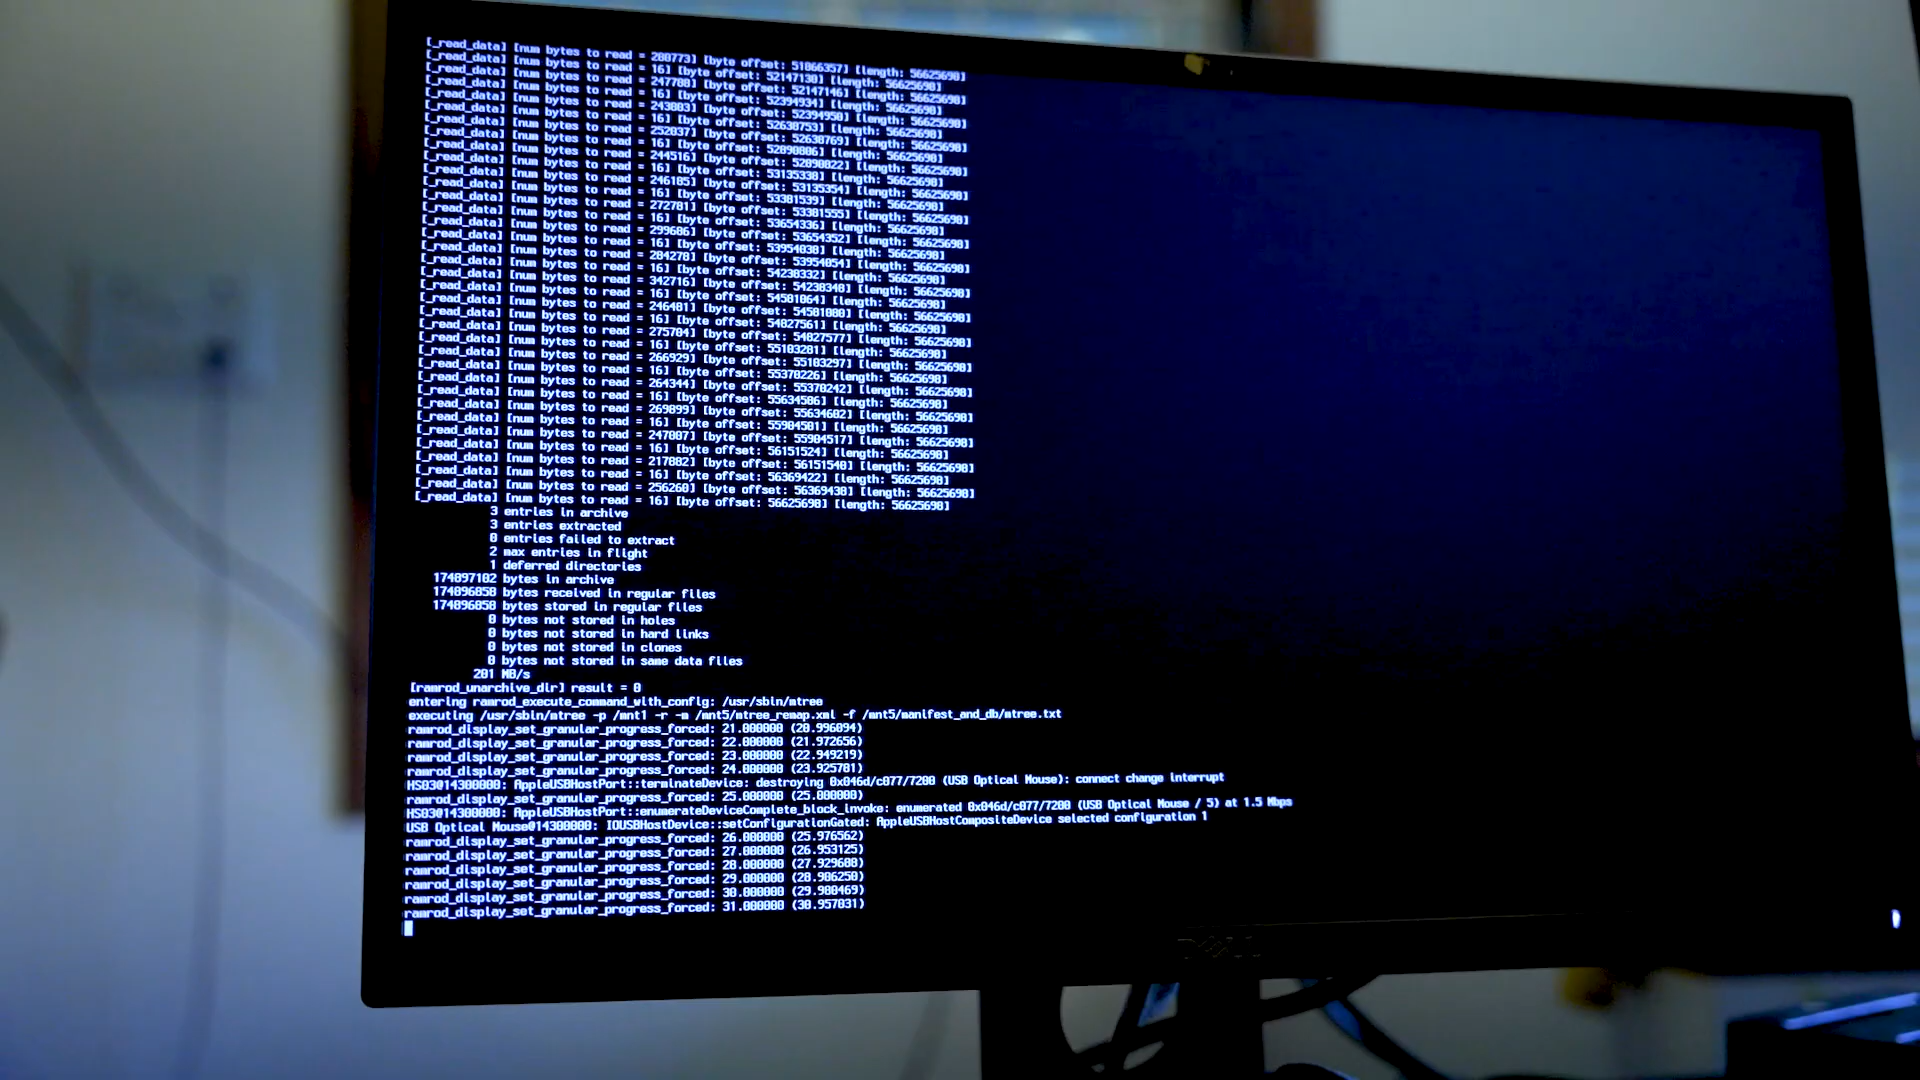 [_read_data] [num bytes to read = 280773] [byte offset: 51866357] [length: 56625698]
[_read_data] [num bytes to read = 16] [byte offset: 52147130] [length: 56625698]
[_read_data] [num bytes to read = 247788] [byte offset: 52147146] [length: 56625698]
[_read_data] [num bytes to read = 16] [byte offset: 52394934] [length: 56625698]
[_read_data] [num bytes to read = 243803] [byte offset: 52394950] [length: 56625698]
[_read_data] [num bytes to read = 16] [byte offset: 52638753] [length: 56625698]
[_read_data] [num bytes to read = 252037] [byte offset: 52638769] [length: 56625698]
[_read_data] [num bytes to read = 16] [byte offset: 52890806] [length: 56625698]
[_read_data] [num bytes to read = 244516] [byte offset: 52890822] [length: 56625698]
[_read_data] [num bytes to read = 16] [byte offset: 53135338] [length: 56625698]
[_read_data] [num bytes to read = 246185] [byte offset: 53135354] [length: 56625698]
[_read_data] [num bytes to read = 16] [byte offset: 53381539] [length: 56625698]
[_read_data] [num bytes to read = 272781] [byte offset: 53381555] [length: 56625698]
[_read_data] [num bytes to read = 16] [byte offset: 53654336] [length: 56625698]
[_read_data] [num bytes to read = 299686] [byte offset: 53654352] [length: 56625698]
[_read_data] [num bytes to read = 16] [byte offset: 53954038] [length: 56625698]
[_read_data] [num bytes to read = 284278] [byte offset: 53954054] [length: 56625698]
[_read_data] [num bytes to read = 16] [byte offset: 54238332] [length: 56625698]
[_read_data] [num bytes to read = 342716] [byte offset: 54238348] [length: 56625698]
[_read_data] [num bytes to read = 16] [byte offset: 54581064] [length: 56625698]
[_read_data] [num bytes to read = 246481] [byte offset: 54581080] [length: 56625698]
[_read_data] [num bytes to read = 16] [byte offset: 54827561] [length: 56625698]
[_read_data] [num bytes to read = 275704] [byte offset: 54827577] [length: 56625698]
[_read_data] [num bytes to read = 16] [byte offset: 55103281] [length: 56625698]
[_read_data] [num bytes to read = 266929] [byte offset: 55103297] [length: 56625698]
[_read_data] [num bytes to read = 16] [byte offset: 55370226] [length: 56625698]
[_read_data] [num bytes to read = 264344] [byte offset: 55370242] [length: 56625698]
[_read_data] [num bytes to read = 16] [byte offset: 55634586] [length: 56625698]
[_read_data] [num bytes to read = 269899] [byte offset: 55634602] [length: 56625698]
[_read_data] [num bytes to read = 16] [byte offset: 55904501] [length: 56625698]
[_read_data] [num bytes to read = 247007] [byte offset: 55904517] [length: 56625698]
[_read_data] [num bytes to read = 16] [byte offset: 56151524] [length: 56625698]
[_read_data] [num bytes to read = 217882] [byte offset: 56151540] [length: 56625698]
[_read_data] [num bytes to read = 16] [byte offset: 56369422] [length: 56625698]
[_read_data] [num bytes to read = 256260] [byte offset: 56369438] [length: 56625698]
[_read_data] [num bytes to read = 16] [byte offset: 56625698] [length: 56625698]
3 entries in archive
3 entries extracted
0 entries failed to extract
2 max entries in flight
1 deferred directories
174897102 bytes in archive
174896858 bytes received in regular files
174896858 bytes stored in regular files
0 bytes not stored in holes
0 bytes not stored in hard links
0 bytes not stored in clones
0 bytes not stored in same data files
201 MB/s
[ramrod_unarchive_dir] result = 0
entering ramrod_execute_command_with_config: /usr/sbin/mtree
executing /usr/sbin/mtree -p /mnt1 -r -m /mnt5/mtree_remap.xml -f /mnt5/manifest_and_db/mtree.txt
ramrod_display_set_granular_progress_forced: 21.000000 (20.996094)
ramrod_display_set_granular_progress_forced: 22.000000 (21.972656)
ramrod_display_set_granular_progress_forced: 23.000000 (22.949219)
ramrod_display_set_granular_progress_forced: 24.000000 (23.925781)
HS03@14300000: AppleUSBHostPort::terminateDevice: destroying 0x046d/c077/7200 (USB Optical Mouse): connect change interrupt
ramrod_display_set_granular_progress_forced: 25.000000 (25.000000)
HS03@14300000: AppleUSBHostPort::enumerateDeviceComplete_block_invoke: enumerated 0x046d/c077/7200 (USB Optical Mouse / 5) at 1.5 Mbps
USB Optical Mouse@14300000: IOUSBHostDevice::setConfigurationGated: AppleUSBHostCompositeDevice selected configuration 1
ramrod_display_set_granular_progress_forced: 26.000000 (25.976562)
ramrod_display_set_granular_progress_forced: 27.000000 (26.953125)
ramrod_display_set_granular_progress_forced: 28.000000 (27.929688)
ramrod_display_set_granular_progress_forced: 29.000000 (28.906250)
ramrod_display_set_granular_progress_forced: 30.000000 (29.980469)
ramrod_display_set_granular_progress_forced: 31.000000 (30.957031)
DELL